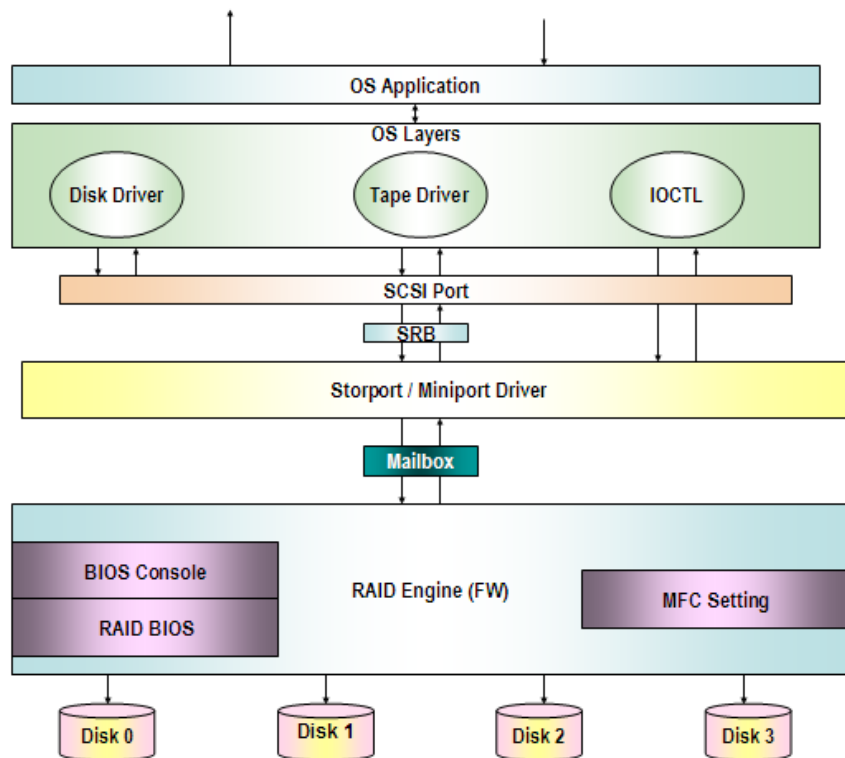 OS Application
OS Layers
Disk Driver
Tape Driver
IOCTL
SCSI Port
SRB
Storport / Miniport Driver
Mailbox
BIOS Console
RAID Engine (FW)
MFC Setting
RAID BIOS
Disk 0
Disk 1
Disk 2
Disk 3